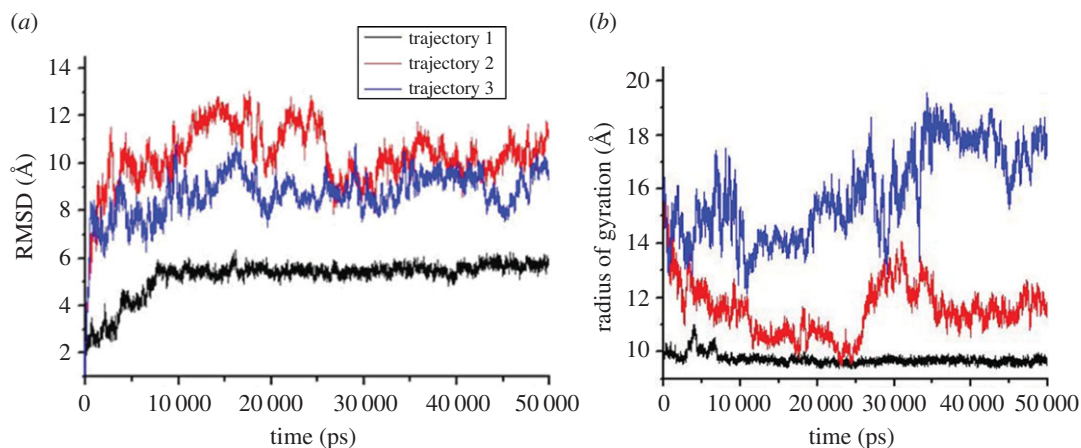 (a)
trajectory 1
trajectory 2
trajectory 3
14
12
10
8
6
4
2
RMSD (Å)
0 10 000 20 000 30 000 40 000 50 000
time (ps)
(b)
20
18
16
14
12
10
radius of gyration (Å)
0 10 000 20 000 30 000 40 000 50 000
time (ps)